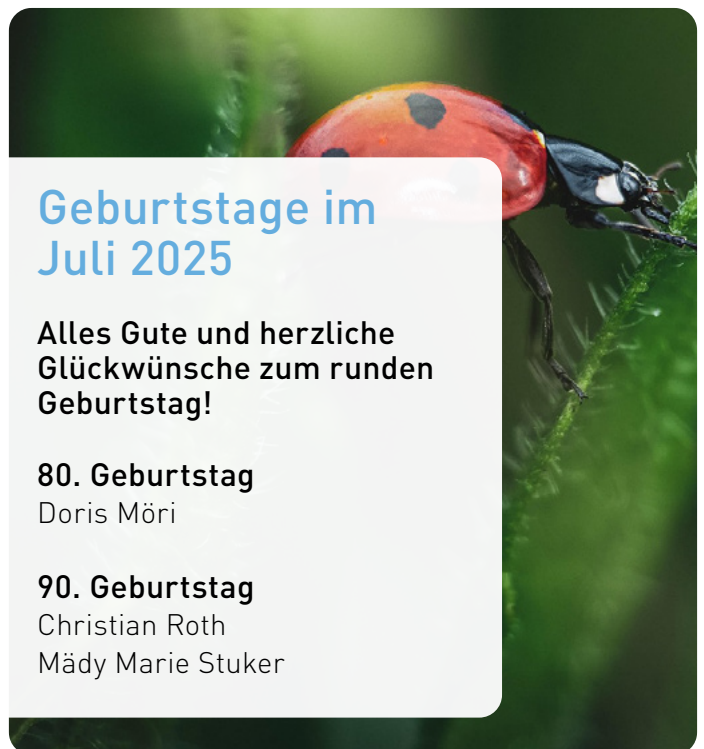 Geburtstage im
Juli 2025
Alles Gute und herzliche
Glückwünsche zum runden
Geburtstag!
80. Geburtstag
Doris Möri
90. Geburtstag
Christian Roth
Mädy Marie Stuker